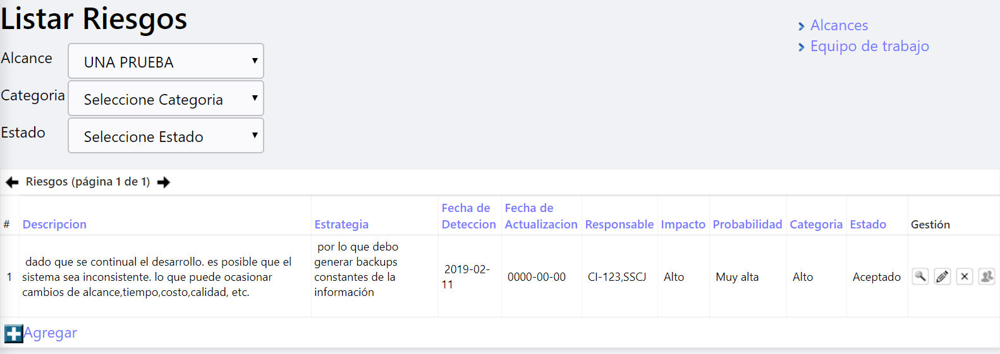 Listar Riesgos
Alcances
Equipo de trabajo
Alcance
UNA PRUEBA
Categoria
Seleccione Categoria
Estado
Seleccione Estado
Riesgos (página 1 de 1)
# Descripcion Estrategia Fecha de Deteccion Fecha de Actualizacion Responsable Impacto Probabilidad Categoria Estado Gestión
1
dado que se continual el desarrollo. es posible que el
sistema sea inconsistente. lo que puede ocasionar
cambios de alcance,tiempo,costo,calidad, etc.
por lo que debo
generar backups
constantes de la
información
2019-02-
11
0000-00-00
CI-123,SSCJ
Alto
Muy alta
Alto
Aceptado
Agregar